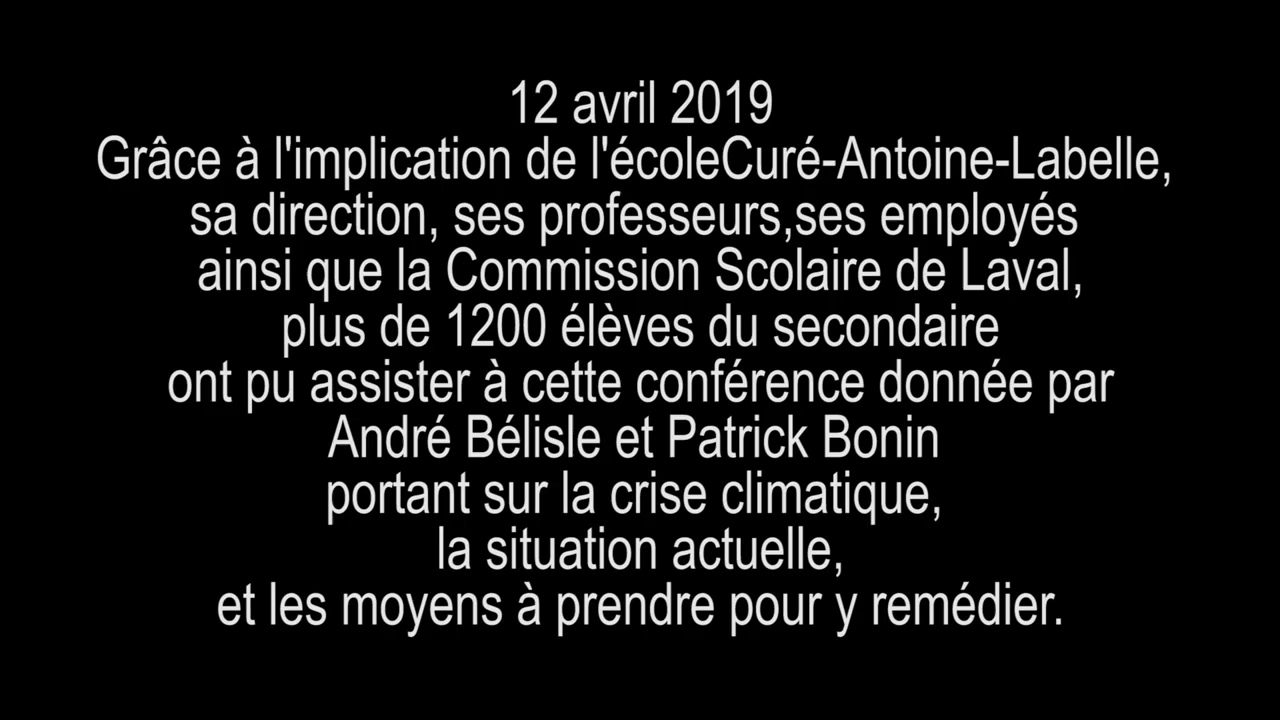 12 avril 2019
Grâce à l'implication de l'écoleCuré-Antoine-Labelle,
sa direction, ses professeurs,ses employés
ainsi que la Commission Scolaire de Laval,
plus de 1200 élèves du secondaire
ont pu assister à cette conférence donnée par
André Bélisle et Patrick Bonin
portant sur la crise climatique,
la situation actuelle,
et les moyens à prendre pour y remédier.